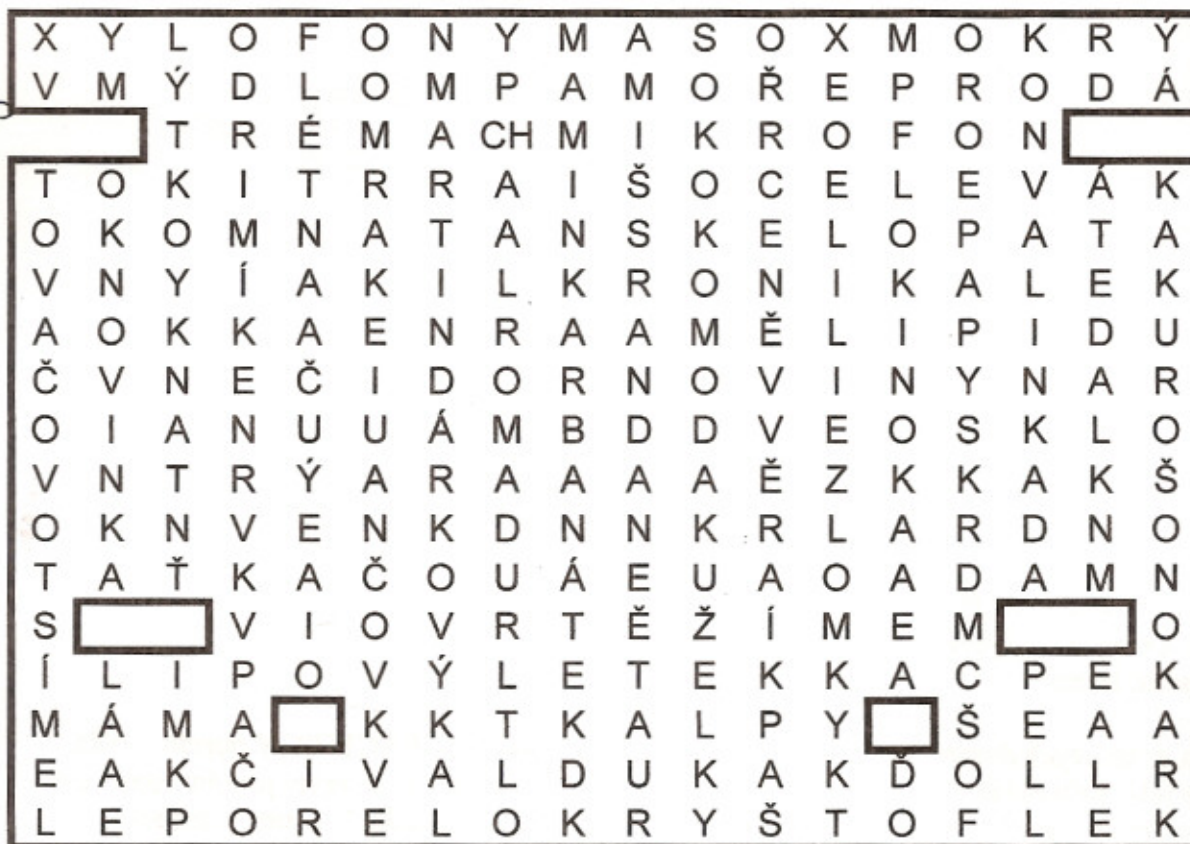 X Y L O F O N Y M A S O X M O K R Ý
V M Ý D L O M P A M O Ř E P R O D Á
T R É M A CH M I K R O F O N
T O K I T R R A I Š O C E L E V Á K
O K O M N A T A N S K E L O P A T A
V N Y Í A K I L K R O N I K A L E K
A O K K A E N R A A M Ě L I P I D U
Č V N E Č I D O R N O V I N Y N A R
O I A N U U Á M B D D V E O S K L O
V N T R Ý A R A A A A Ě Z K K A K Š
O K N V E N K D N N K R L A R D N O
T A Ť K A Č O U Á E U A O A D A M N
S V I O V R T Ě Ž Í M E M O
Í L I P O V Ý L E T E K K A C P E K
M Á M A K K T K A L P Y Š E A A
E A K Č I V A L D U K A K Ď O L L R
L E P O R E L O K R Y Š T O F L E K